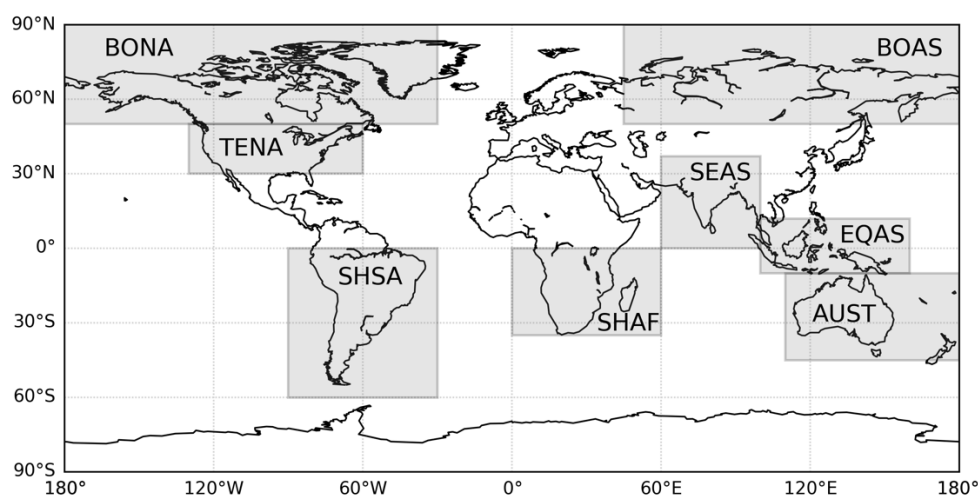 90°N
BONA
BOAS
60°N
TENA
30°N
SEAS
EQAS
0°
SHSA
AUST
30°S
SHAF
60°S
90°S
180°
120°W
60°W
0°
60°E
120°E
180°